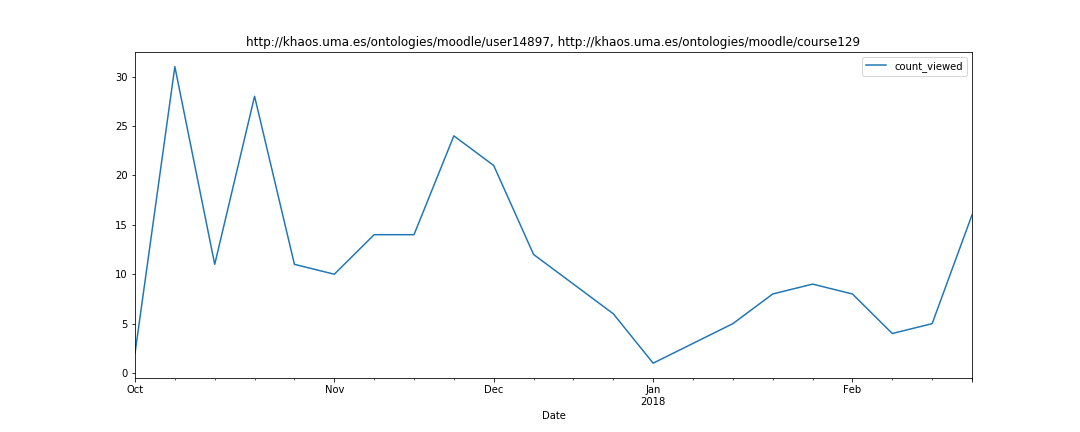 http://khaos.uma.es/ontologies/moodle/user14897, http://khaos.uma.es/ontologies/moodle/course129
count_viewed
30
25
20
15
10
5
0
Oct Nov Dec Jan Feb
2018
Date